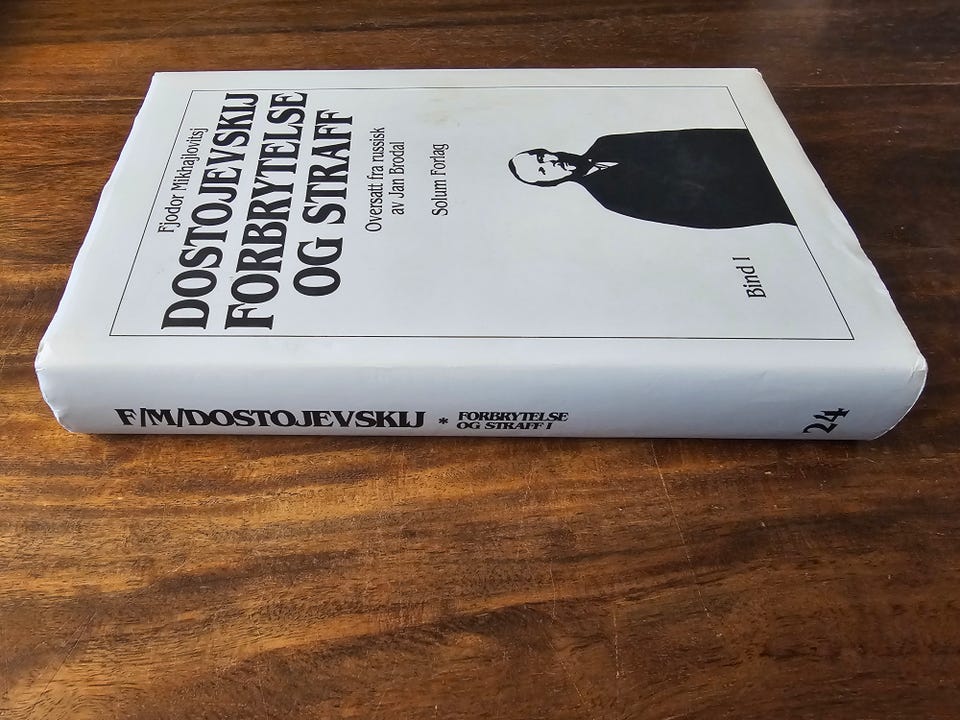 Fjodor Mikhajlovitsj
DOSTOJEVSKIJ
FORBRYTELSE
OG STRAFF
Oversatt fra russisk
av Jan Brodal
Solum Forlag
Bind I
F/M/DOSTOJEVSKIJ * FORBRYTELSE
OG STRAFF I
24